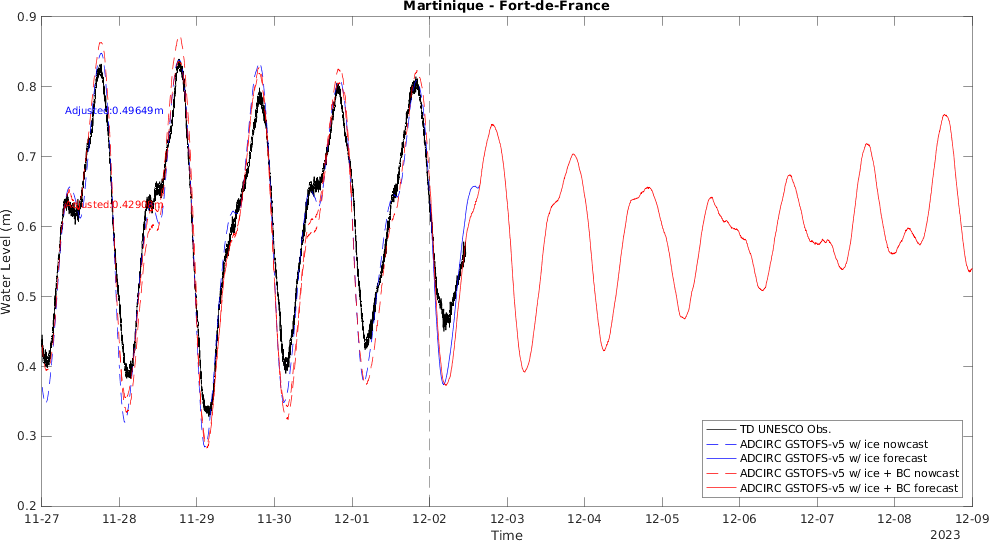 Martinique - Fort-de-France
0.9
0.8
0.7
0.6
0.5
0.4
0.3
0.2
Water Level (m)
Adjusted:0.49649m
11-27
11-28
11-29
11-30
12-01
12-02
12-03
12-04
12-05
12-06
12-07
12-08
12-09
Time
2023
TD UNESCO Obs.
ADCIRC GSTOFS-v5 w/ ice nowcast
ADCIRC GSTOFS-v5 w/ ice forecast
ADCIRC GSTOFS-v5 w/ ice + BC nowcast
ADCIRC GSTOFS-v5 w/ ice + BC forecast